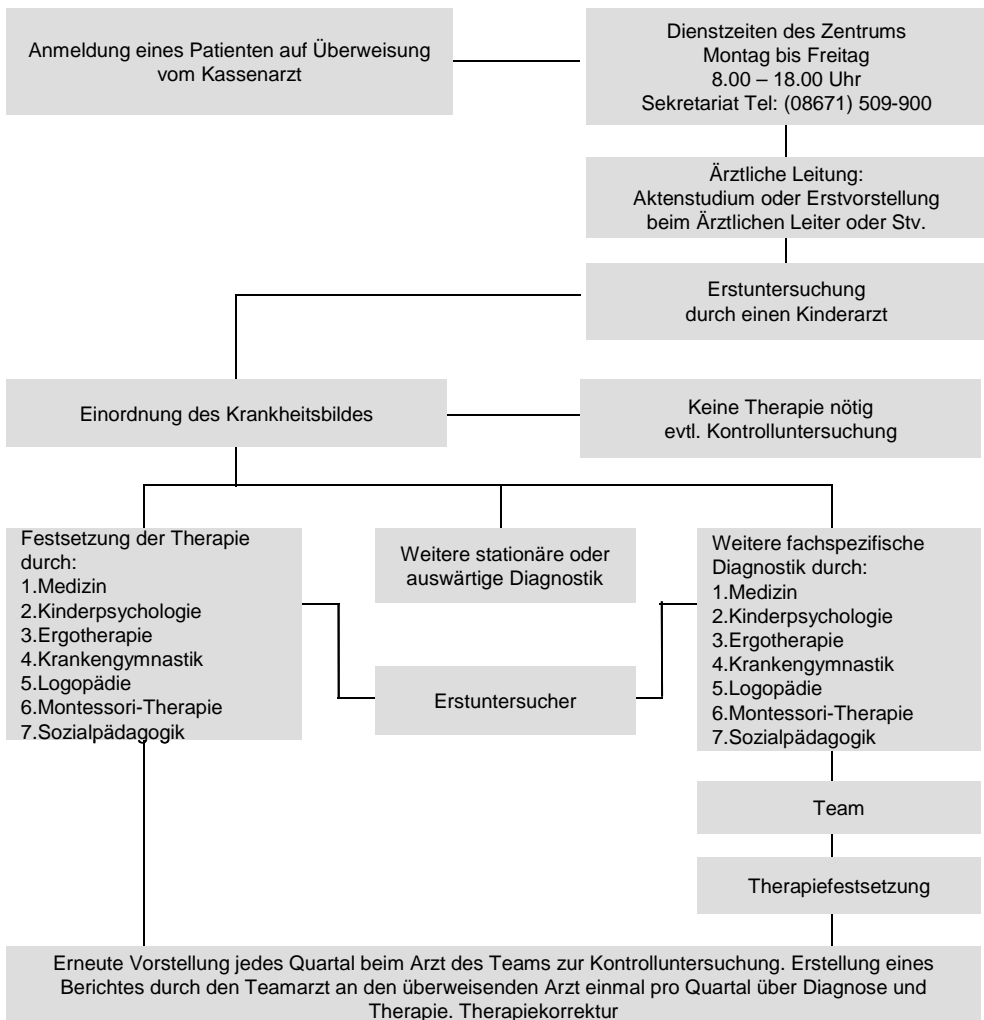 Anmeldung eines Patienten auf Überweisung
vom Kassenarzt
Dienstzeiten des Zentrums
Montag bis Freitag
8.00 – 18.00 Uhr
Sekretariat Tel: (08671) 509-900
Ärztliche Leitung:
Aktenstudium oder Erstvorstellung
beim Ärztlichen Leiter oder Stv.
Erstuntersuchung
durch einen Kinderarzt
Einordnung des Krankheitsbildes
Keine Therapie nötig
evtl. Kontrolluntersuchung
Festsetzung der Therapie
durch:
1.Medizin
2.Kinderpsychologie
3.Ergotherapie
4.Krankengymnastik
5.Logopädie
6.Montessori-Therapie
7.Sozialpädagogik
Weitere stationäre oder
auswärtige Diagnostik
Weitere fachspezifische
Diagnostik durch:
1.Medizin
2.Kinderpsychologie
3.Ergotherapie
4.Krankengymnastik
5.Logopädie
6.Montessori-Therapie
7.Sozialpädagogik
Erstuntersucher
Team
Therapiefestsetzung
Erneute Vorstellung jedes Quartal beim Arzt des Teams zur Kontrolluntersuchung. Erstellung eines
Berichtes durch den Teamarzt an den überweisenden Arzt einmal pro Quartal über Diagnose und
Therapie. Therapiekorrektur